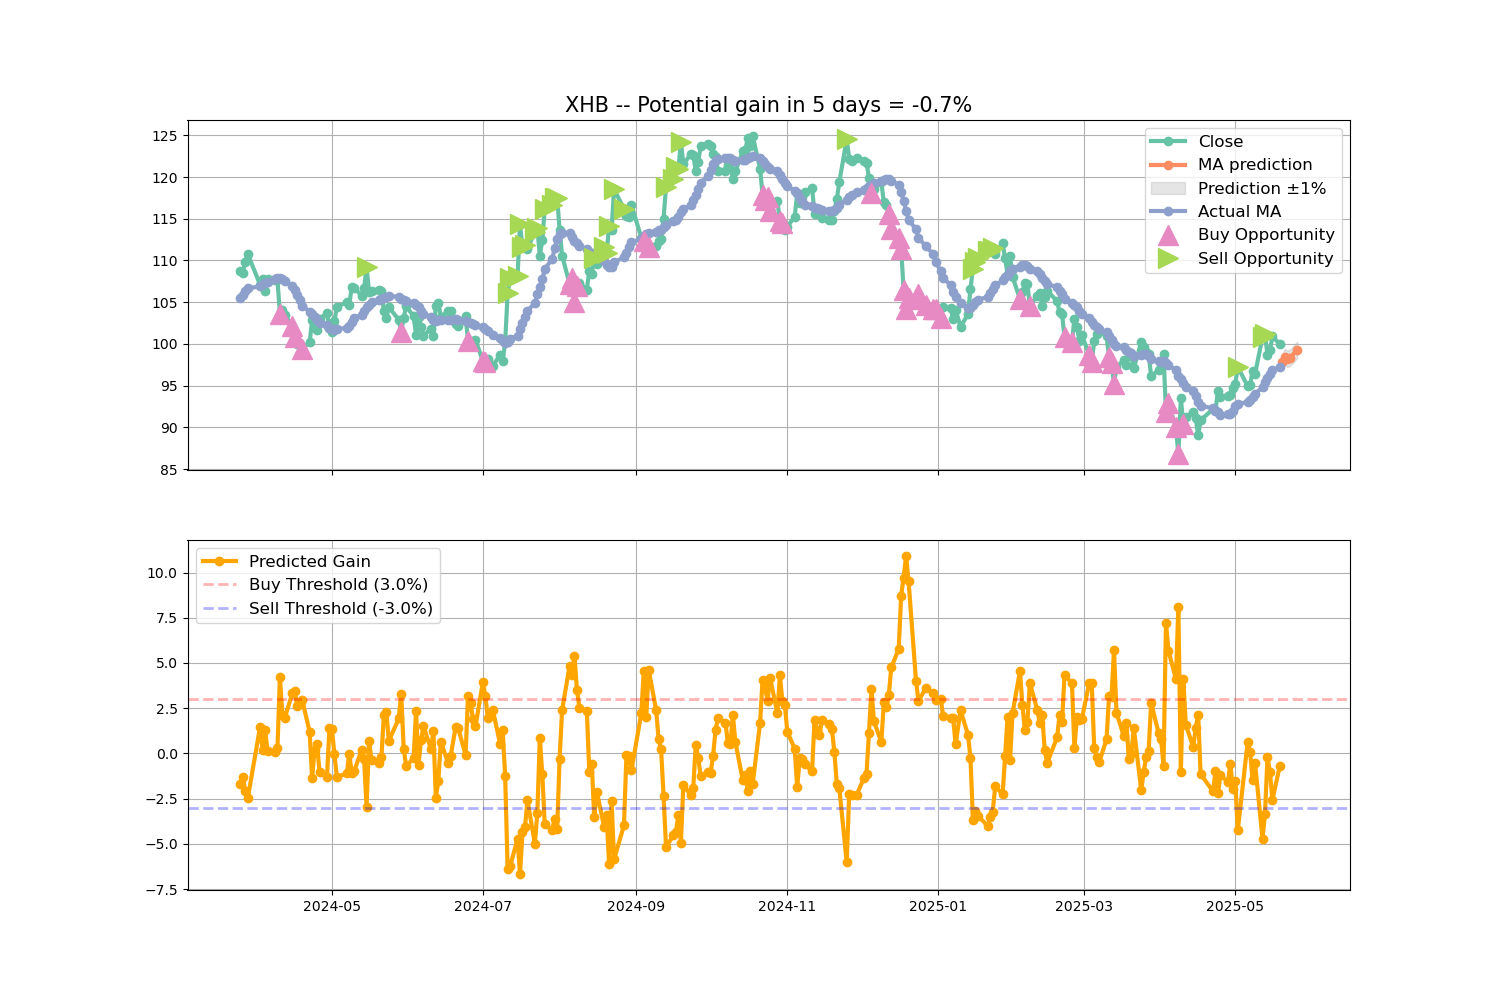 XHB -- Potential gain in 5 days = -0.7%
125
120
115
110
105
100
95
90
85
Close
MA prediction
Prediction ±1%
Actual MA
Buy Opportunity
Sell Opportunity
10.0
7.5
5.0
2.5
0.0
−2.5
−5.0
−7.5
Predicted Gain
Buy Threshold (3.0%)
Sell Threshold (-3.0%)
2024-05
2024-07
2024-09
2024-11
2025-01
2025-03
2025-05